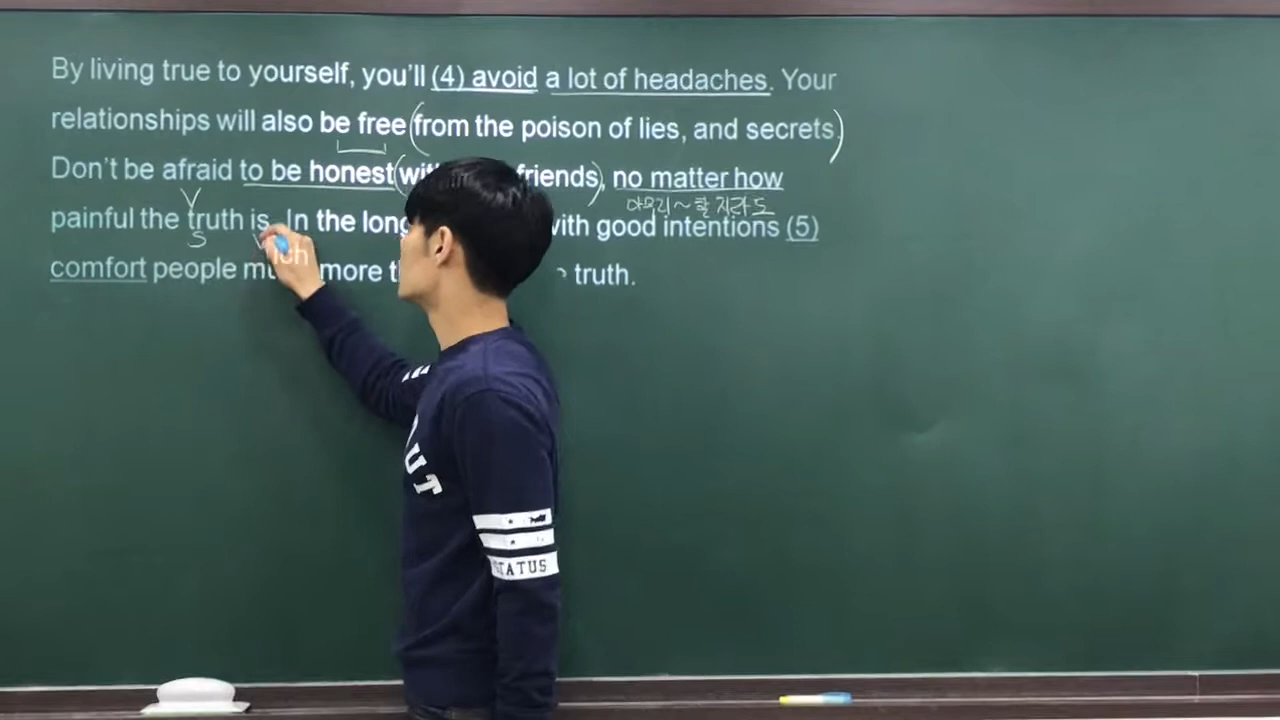 By living true to yourself, you'll (4) avoid a lot of headaches. Your
relationships will also be free (from the poison of lies, and secrets.)
Don't be afraid to be honest (with friends), no matter how
아무리 ~ 할 지라도
painful the truth is. In the long with good intentions (5)
S
comfort people much more truth.
UT
STATUS